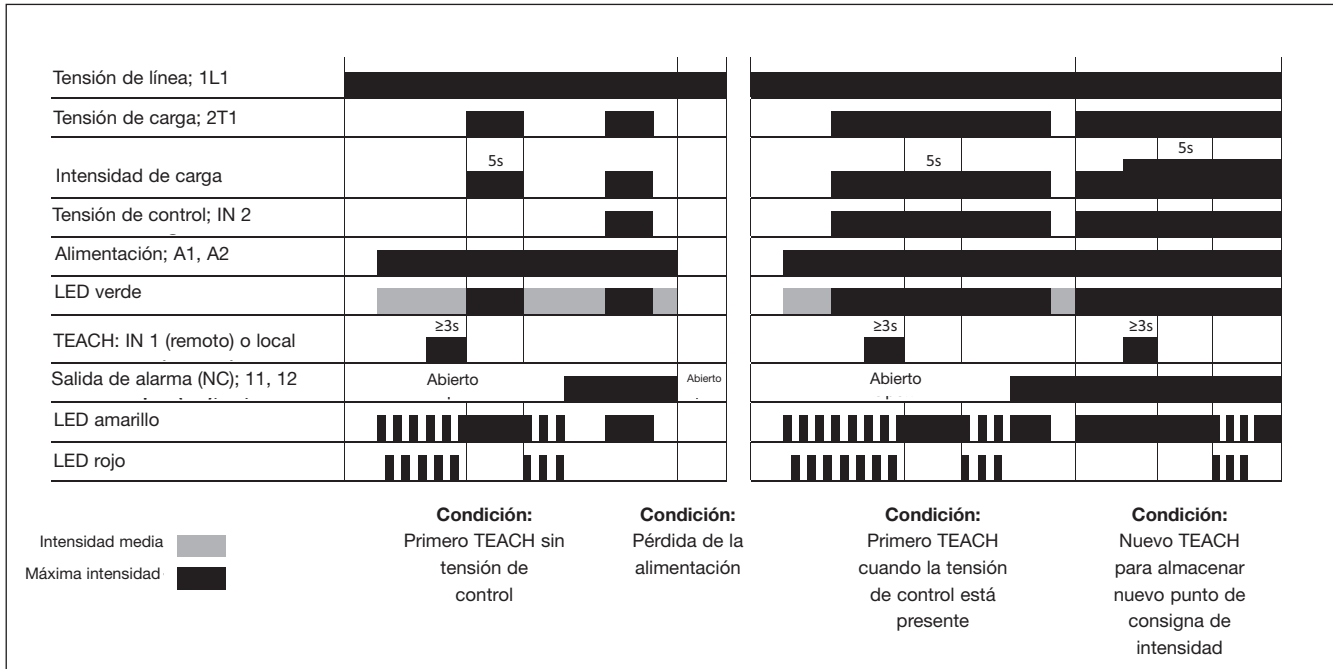 Tensión de línea; 1L1
Tensión de carga; 2T1
5s
5s
5s
Intensidad de carga
Tensión de control; IN 2
Alimentación; A1, A2
LED verde
≥3s
≥3s
≥3s
TEACH: IN 1 (remoto) o local
Salida de alarma (NC); 11, 12
Abierto
Abierto
Abierto
LED amarillo
LED rojo
Intensidad media
Máxima intensidad
Condición:
Primero TEACH sin
tensión de
control
Condición:
Pérdida de la
alimentación
Condición:
Primero TEACH
cuando la tensión
de control está
presente
Condición:
Nuevo TEACH
para almacenar
nuevo punto de
consigna de
intensidad